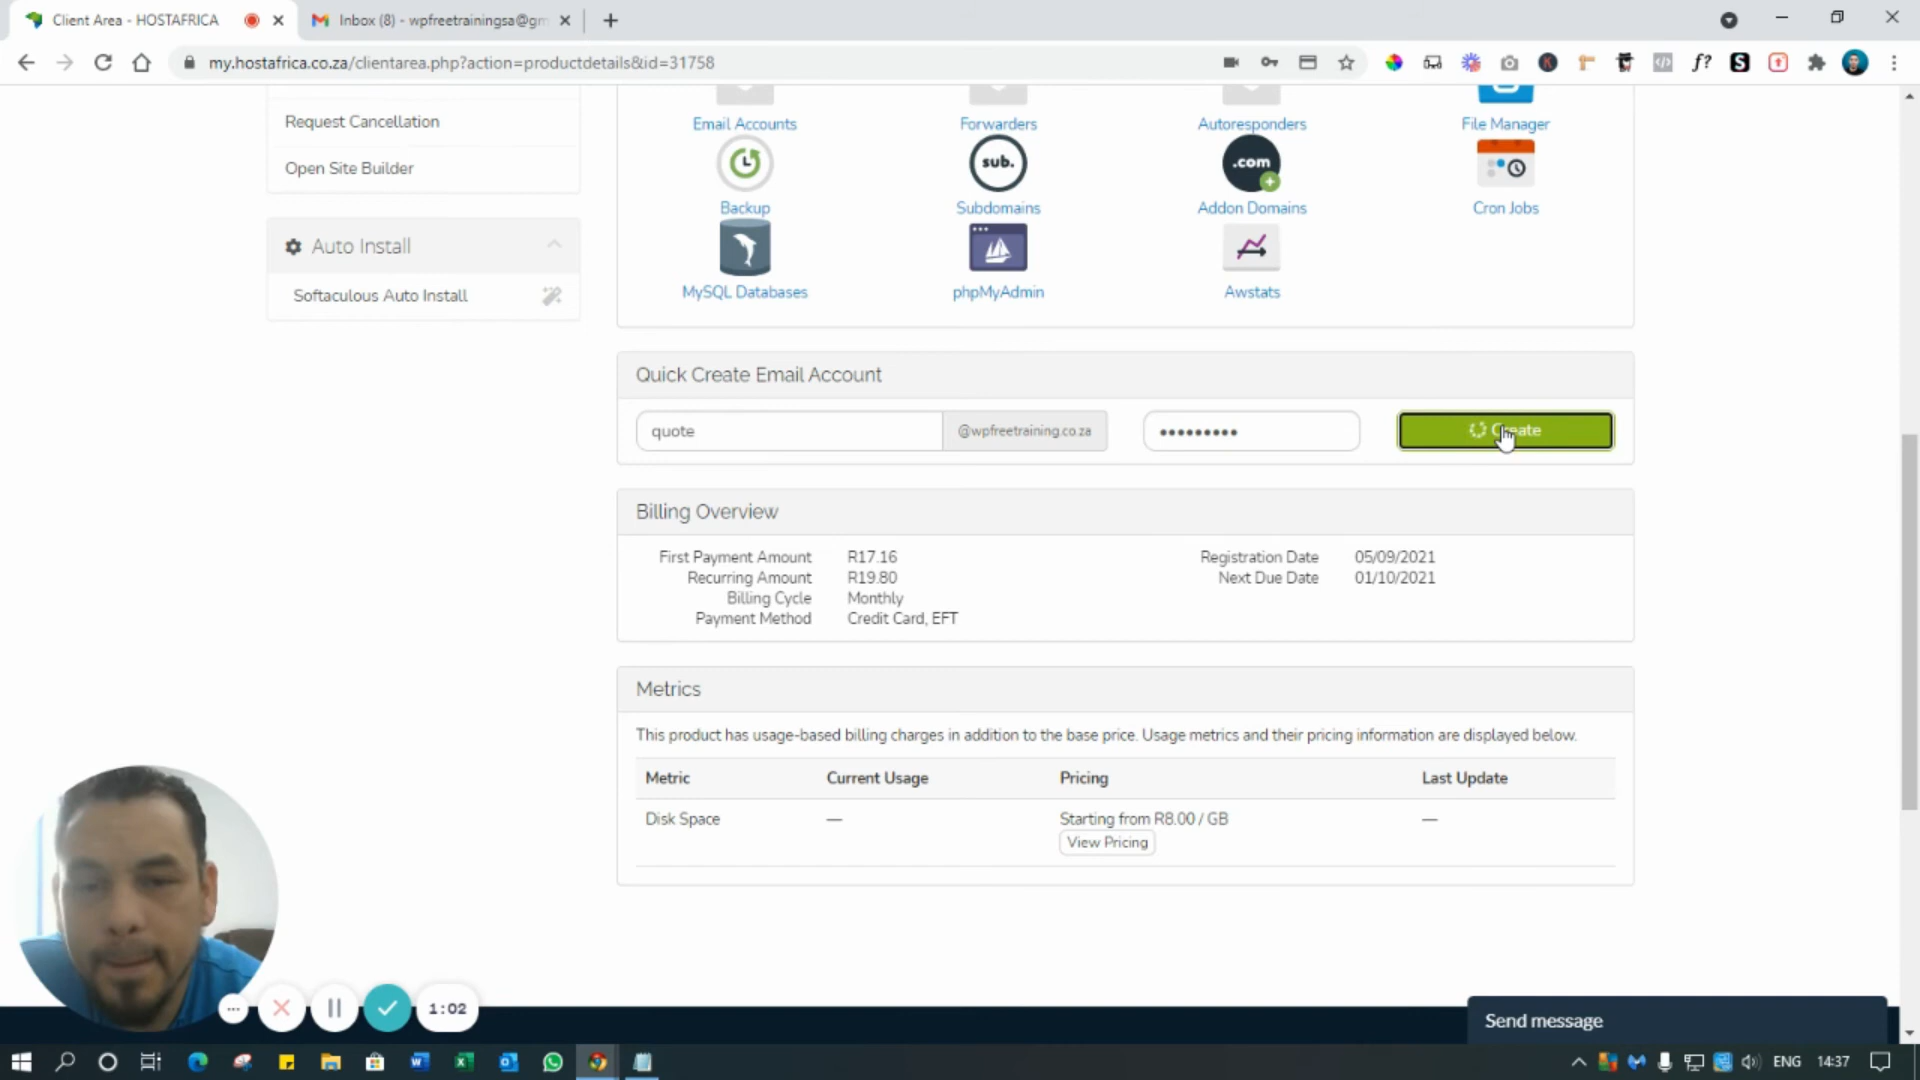 Client Area - HOSTAFRICA
Inbox (8) - wpfreetrainingsa@gm
my.hostafrica.co.za/clientarea.php?action=productdetails&id=31758
Request Cancellation
Open Site Builder
Auto Install
Softaculous Auto Install
Email Accounts
Forwarders
Autoresponders
File Manager
sub.
.com
Backup
Subdomains
Addon Domains
Cron Jobs
MySQL Databases
phpMyAdmin
Awstats
Quick Create Email Account
quote
@wpfreetraining.co.za
•••••••••
Create
Billing Overview
First Payment Amount R17.16
Registration Date 05/09/2021
Recurring Amount R19.80
Next Due Date 01/10/2021
Billing Cycle Monthly
Payment Method Credit Card, EFT
Metrics
This product has usage-based billing charges in addition to the base price. Usage metrics and their pricing information are displayed below.
Metric Current Usage Pricing Last Update
Disk Space — Starting from R8.00 / GB —
View Pricing
1:02
Send message
ENG 14:37